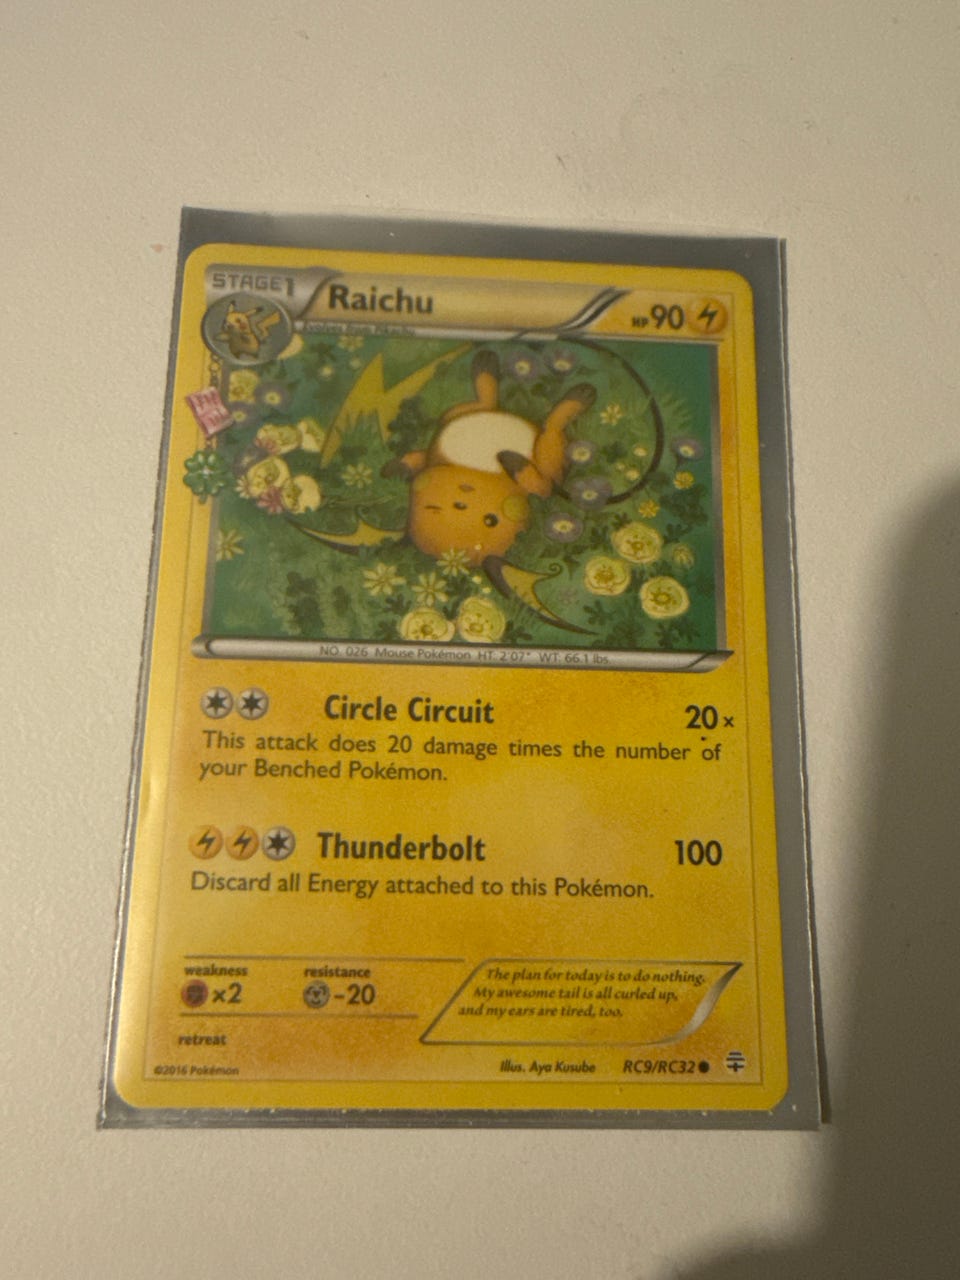 STAGE1
Raichu
HP 90
Evolves from Pikachu
NO. 026 Mouse Pokémon HT: 2'07" WT: 66.1 lbs.
Circle Circuit 20×
This attack does 20 damage times the number of
your Benched Pokémon.
Thunderbolt 100
Discard all Energy attached to this Pokémon.
weakness
×2
resistance
-20
retreat
The plan for today is to do nothing.
My awesome tail is all curled up,
and my ears are tired, too.
©2016 Pokémon
Illus. Aya Kusube
RC9/RC32